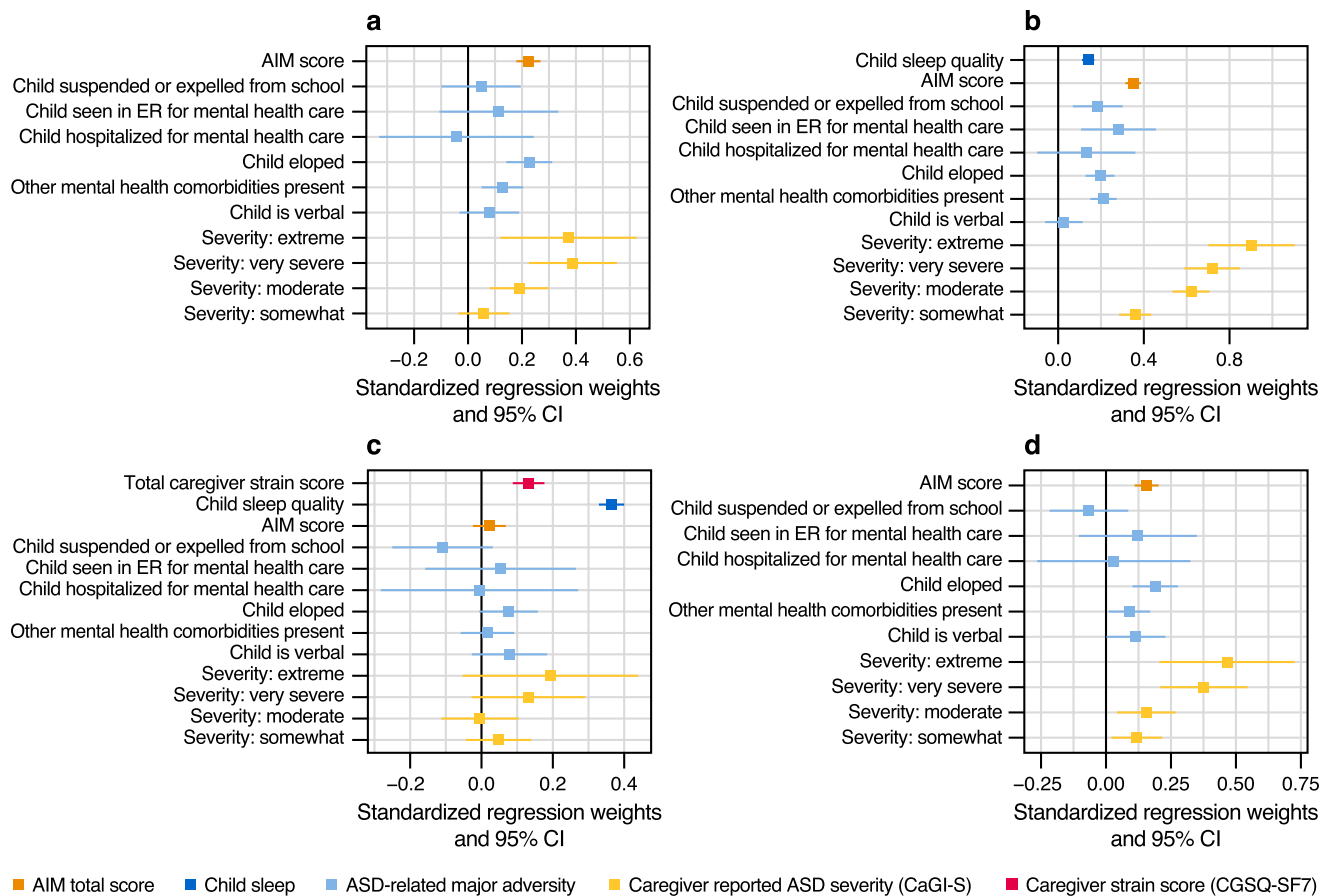 a
AIM score
Child suspended or expelled from school
Child seen in ER for mental health care
Child hospitalized for mental health care
Child eloped
Other mental health comorbidities present
Child is verbal
Severity: extreme
Severity: very severe
Severity: moderate
Severity: somewhat
−0.2 0.0 0.2 0.4 0.6
Standardized regression weights
and 95% CI
b
Child sleep quality
AIM score
Child suspended or expelled from school
Child seen in ER for mental health care
Child hospitalized for mental health care
Child eloped
Other mental health comorbidities present
Child is verbal
Severity: extreme
Severity: very severe
Severity: moderate
Severity: somewhat
0.0 0.4 0.8
Standardized regression weights
and 95% CI
c
Total caregiver strain score
Child sleep quality
AIM score
Child suspended or expelled from school
Child seen in ER for mental health care
Child hospitalized for mental health care
Child eloped
Other mental health comorbidities present
Child is verbal
Severity: extreme
Severity: very severe
Severity: moderate
Severity: somewhat
−0.2 0.0 0.2 0.4
Standardized regression weights
and 95% CI
d
AIM score
Child suspended or expelled from school
Child seen in ER for mental health care
Child hospitalized for mental health care
Child eloped
Other mental health comorbidities present
Child is verbal
Severity: extreme
Severity: very severe
Severity: moderate
Severity: somewhat
−0.25 0.00 0.25 0.50 0.75
Standardized regression weights
and 95% CI
AIM total score Child sleep ASD-related major adversity Caregiver reported ASD severity (CaGI-S) Caregiver strain score (CGSQ-SF7)